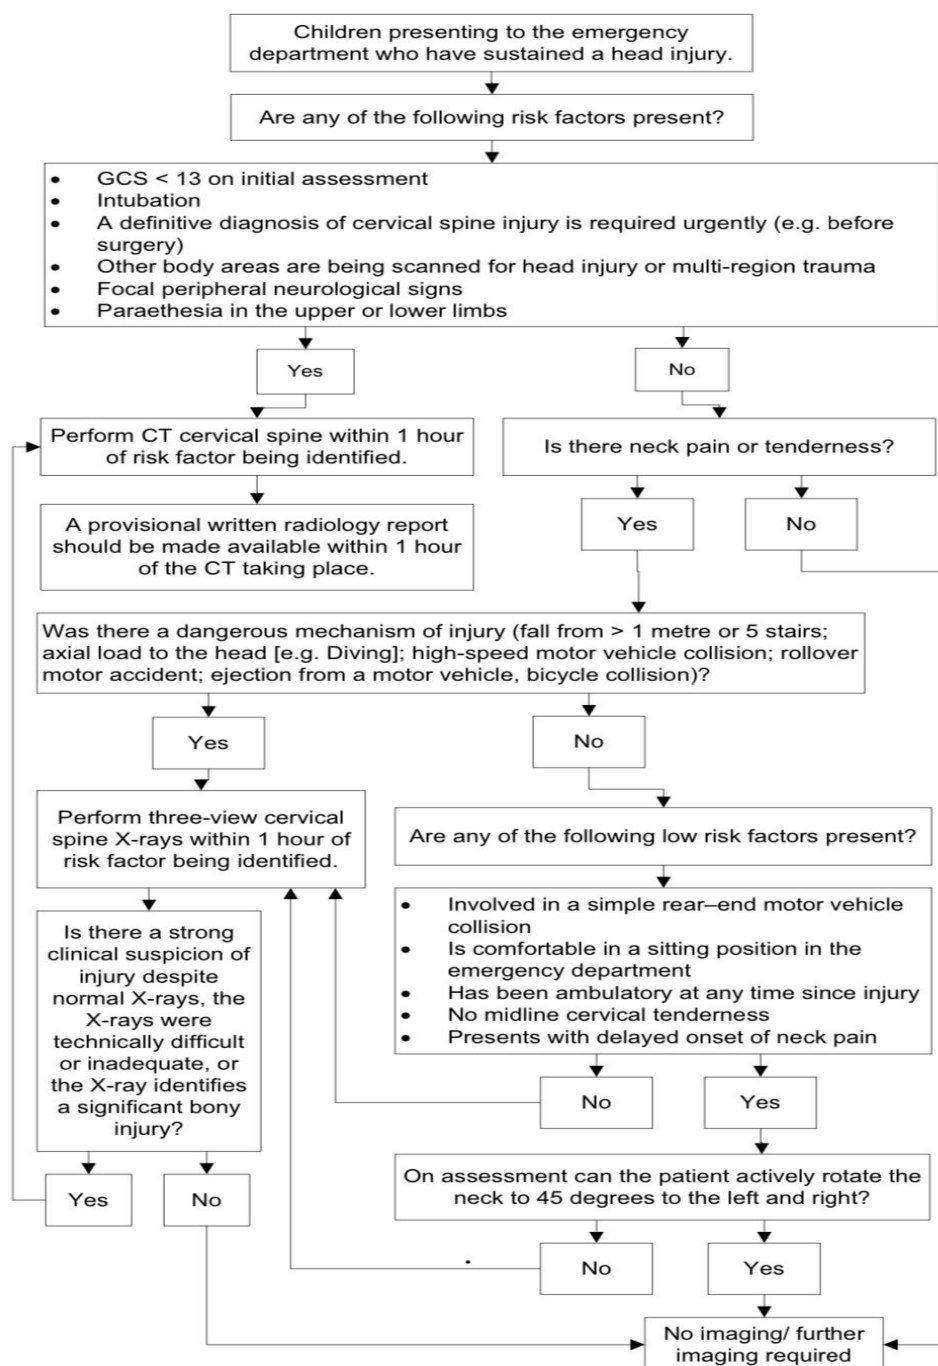 Children presenting to the emergency
department who have sustained a head injury.
Are any of the following risk factors present?
• GCS < 13 on initial assessment
• Intubation
• A definitive diagnosis of cervical spine injury is required urgently (e.g. before
surgery)
• Other body areas are being scanned for head injury or multi-region trauma
• Focal peripheral neurological signs
• Paraethesia in the upper or lower limbs
Yes
No
Perform CT cervical spine within 1 hour
of risk factor being identified.
Is there neck pain or tenderness?
A provisional written radiology report
should be made available within 1 hour
of the CT taking place.
Yes
No
Was there a dangerous mechanism of injury (fall from > 1 metre or 5 stairs;
axial load to the head [e.g. Diving]; high-speed motor vehicle collision; rollover
motor accident; ejection from a motor vehicle, bicycle collision)?
Yes
No
Perform three-view cervical
spine X-rays within 1 hour of
risk factor being identified.
Are any of the following low risk factors present?
• Involved in a simple rear–end motor vehicle
collision
• Is comfortable in a sitting position in the
emergency department
• Has been ambulatory at any time since injury
• No midline cervical tenderness
• Presents with delayed onset of neck pain
Is there a strong
clinical suspicion of
injury despite
normal X-rays, the
X-rays were
technically difficult
or inadequate, or
the X-ray identifies
a significant bony
injury?
No
Yes
On assessment can the patient actively rotate the
neck to 45 degrees to the left and right?
Yes
No
No
Yes
No imaging/ further
imaging required